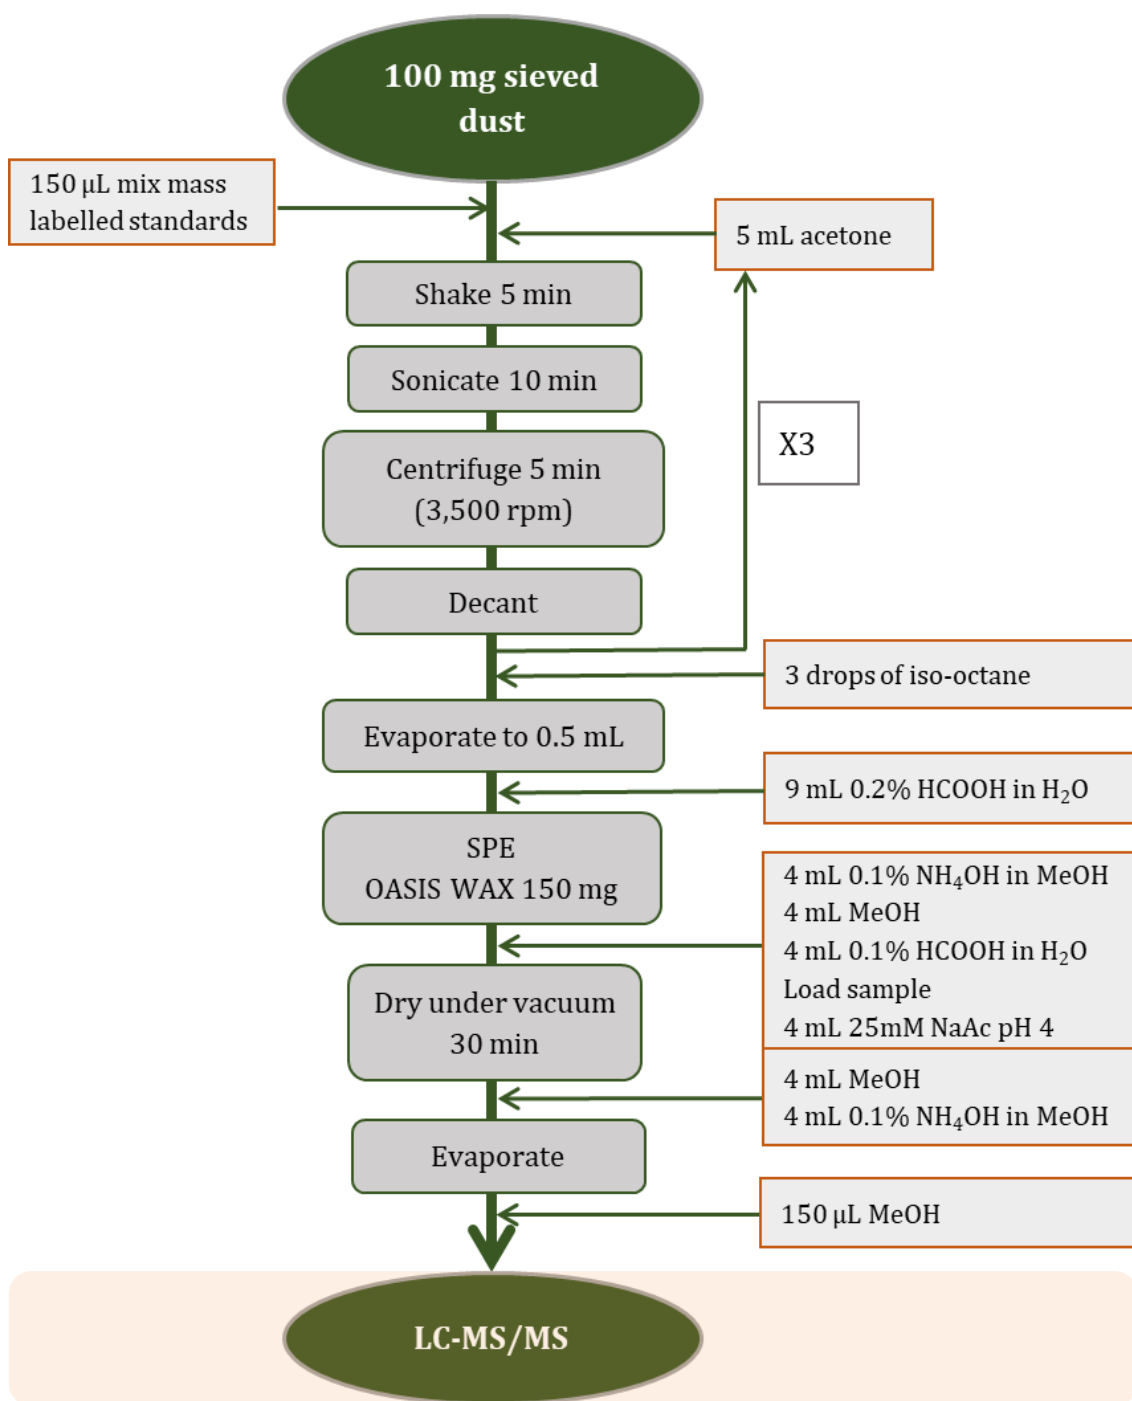 100 mg sieved
dust
150 µL mix mass
labelled standards
5 mL acetone
Shake 5 min
Sonicate 10 min
X3
Centrifuge 5 min
(3,500 rpm)
Decant
3 drops of iso-octane
Evaporate to 0.5 mL
9 mL 0.2% HCOOH in H₂O
SPE
OASIS WAX 150 mg
4 mL 0.1% NH₄OH in MeOH
4 mL MeOH
4 mL 0.1% HCOOH in H₂O
Load sample
4 mL 25mM NaAc pH 4
Dry under vacuum
30 min
4 mL MeOH
4 mL 0.1% NH₄OH in MeOH
Evaporate
150 µL MeOH
LC-MS/MS